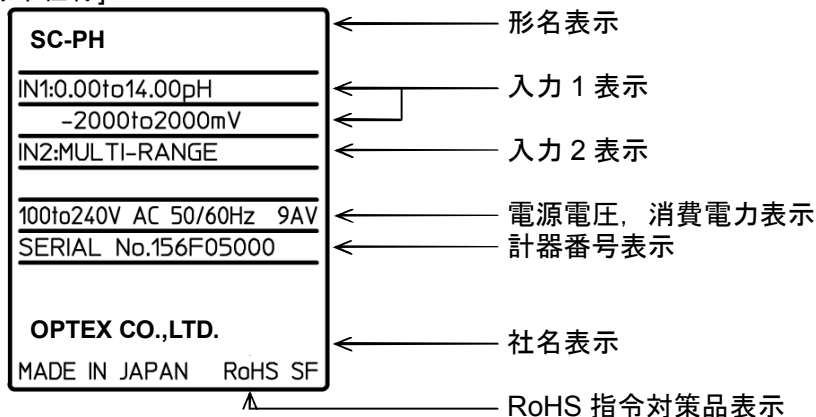 SC-PH
形名表示
IN1:0.00to14.00pH
入力 1 表示
-2000to2000mV
IN2:MULTI-RANGE
入力 2 表示
100to240V AC 50/60Hz 9AV
電源電圧，消費電力表示
SERIAL No.156F05000
計器番号表示
OPTEX CO.,LTD.
社名表示
MADE IN JAPAN RoHS SF
RoHS 指令対策品表示